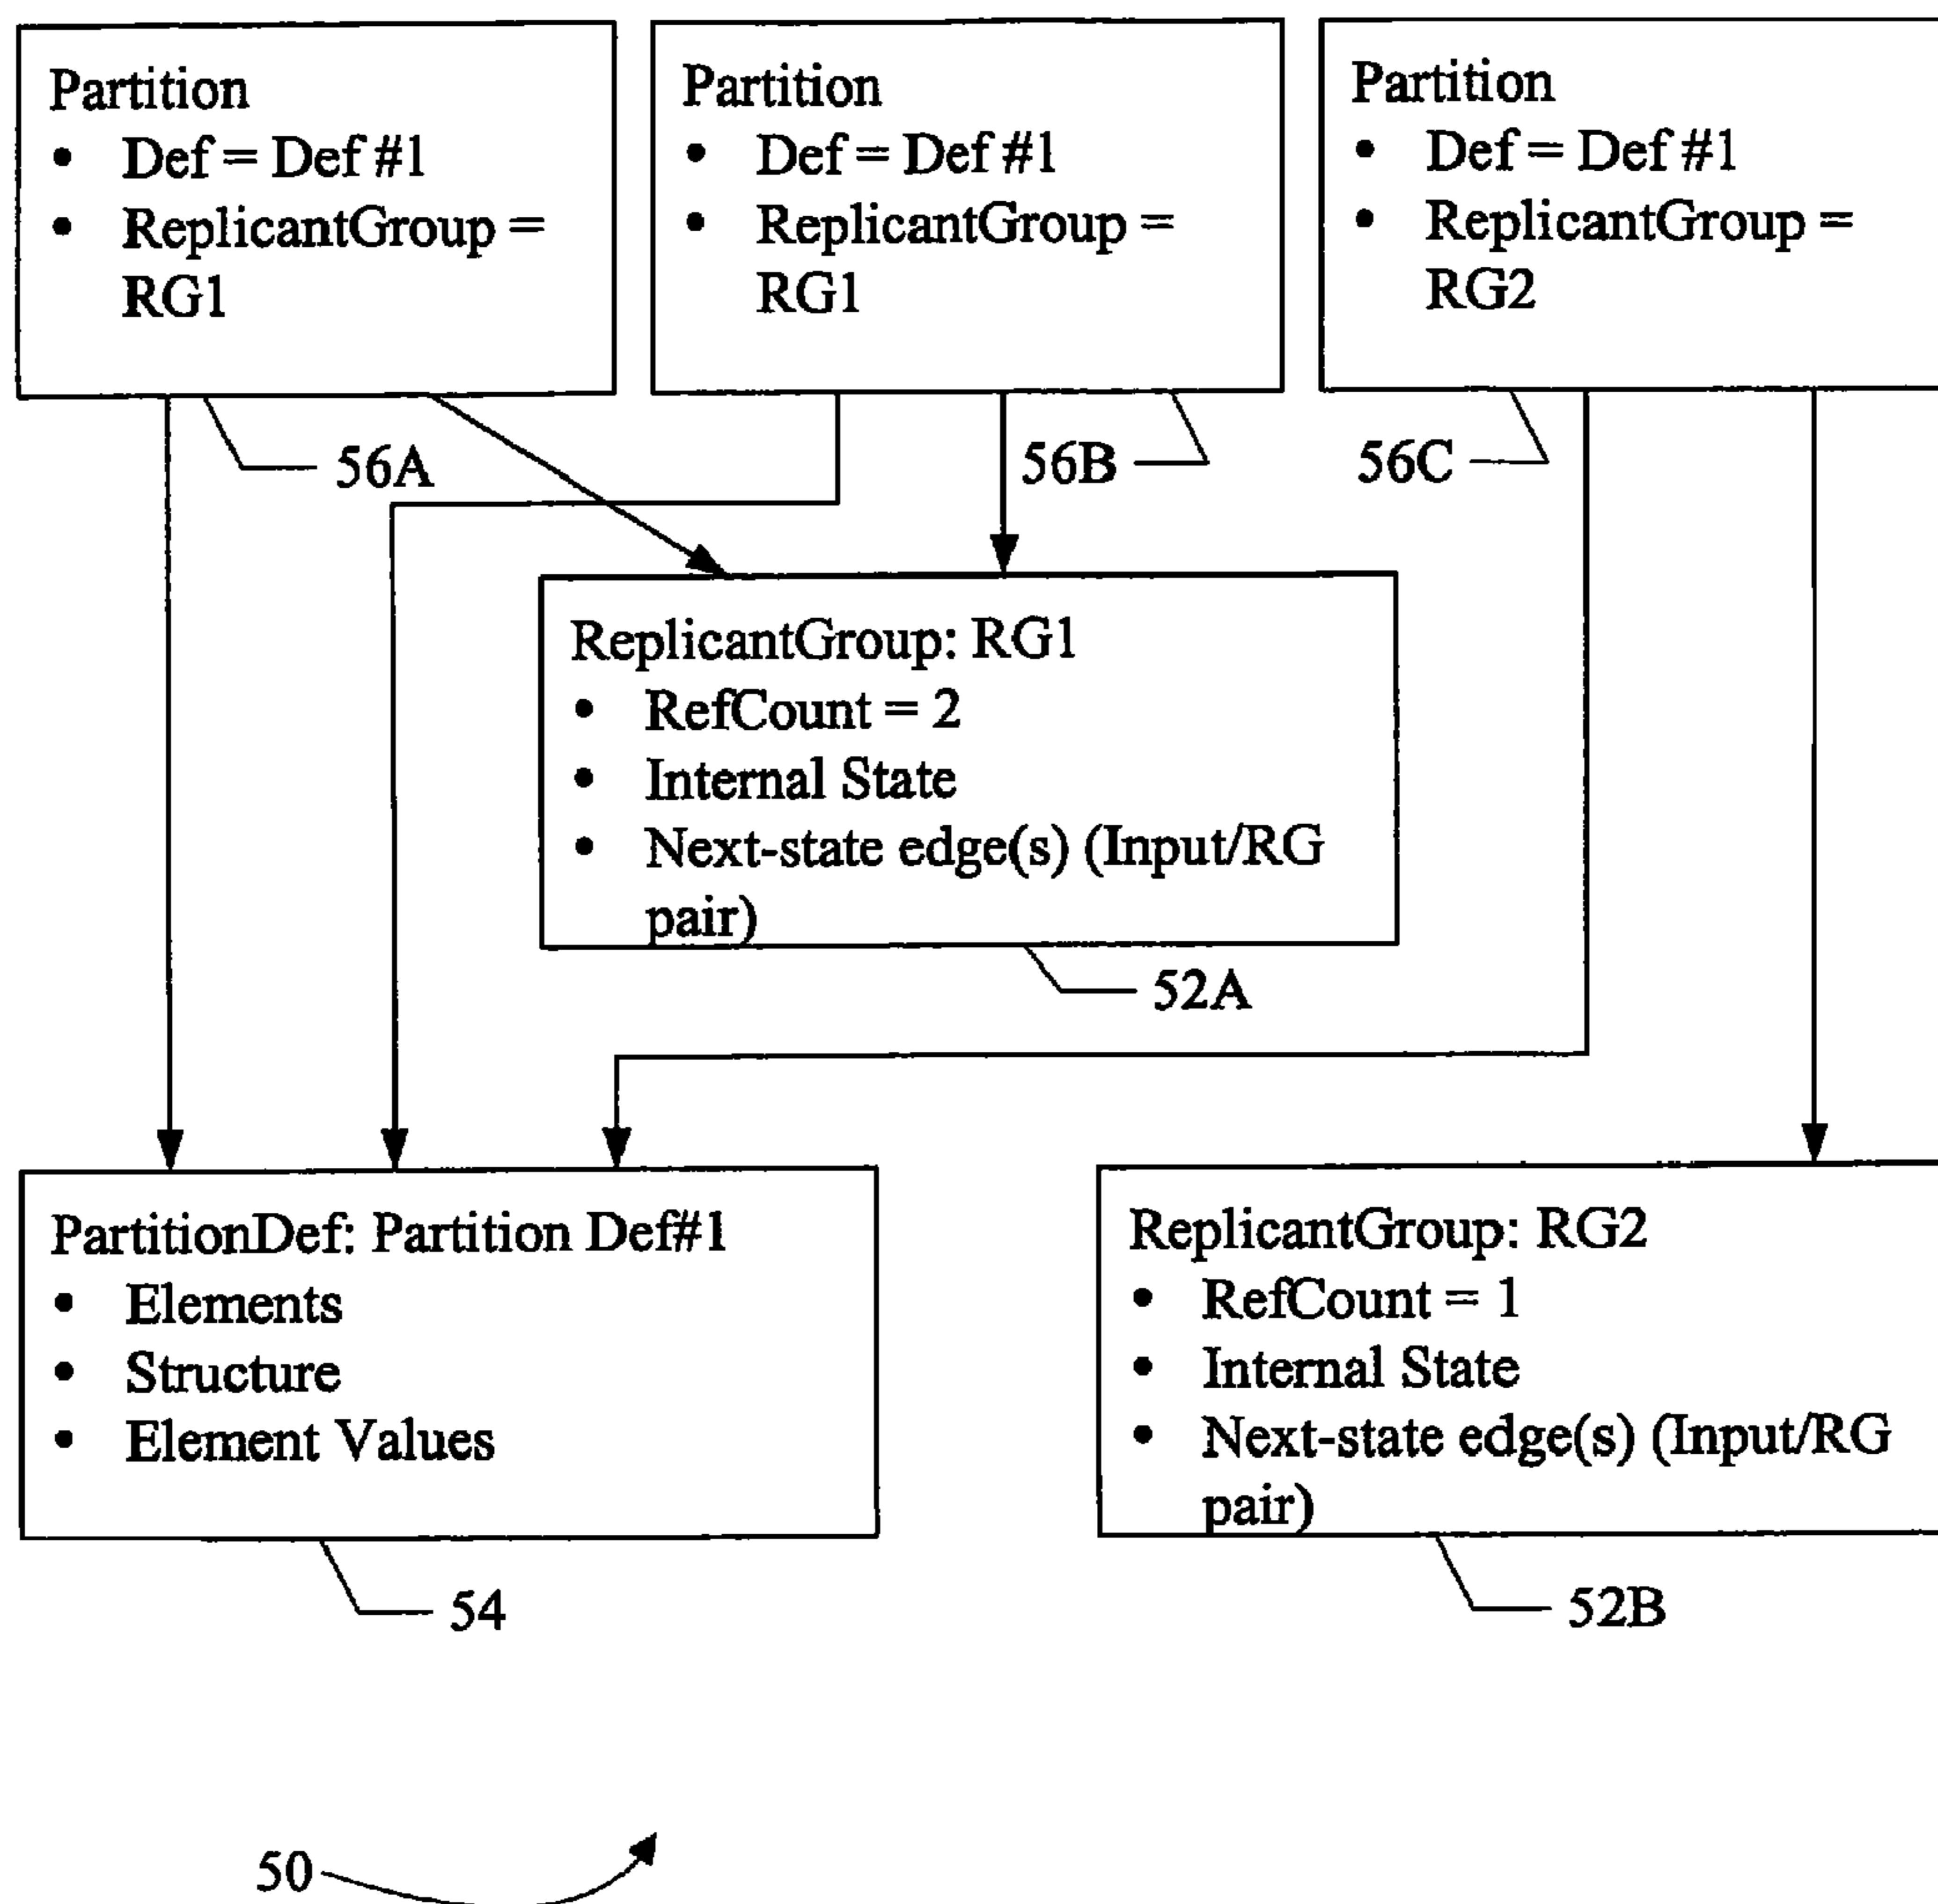 Partition
• Def = Def #1
• ReplicantGroup =
RG1
Partition
• Def = Def #1
• ReplicantGroup =
RG1
Partition
• Def = Def #1
• ReplicantGroup =
RG2
56A
56B
56C
ReplicantGroup: RG1
• RefCount = 2
• Internal State
• Next-state edge(s) (Input/RG
pair)
52A
PartitionDef: Partition Def#1
• Elements
• Structure
• Element Values
54
ReplicantGroup: RG2
• RefCount = 1
• Internal State
• Next-state edge(s) (Input/RG
pair)
52B
50